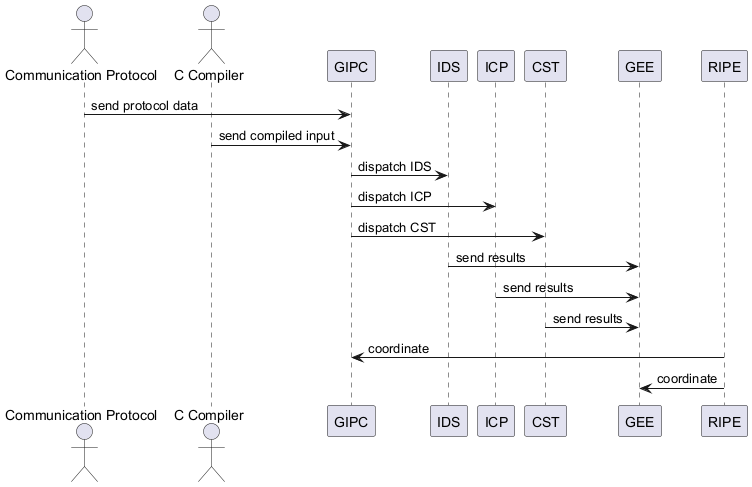 Communication Protocol
C Compiler
GIPC
IDS
ICP
CST
GEE
RIPE
send protocol data
send compiled input
dispatch IDS
dispatch ICP
dispatch CST
send results
send results
send results
coordinate
coordinate
Communication Protocol
C Compiler
GIPC
IDS
ICP
CST
GEE
RIPE